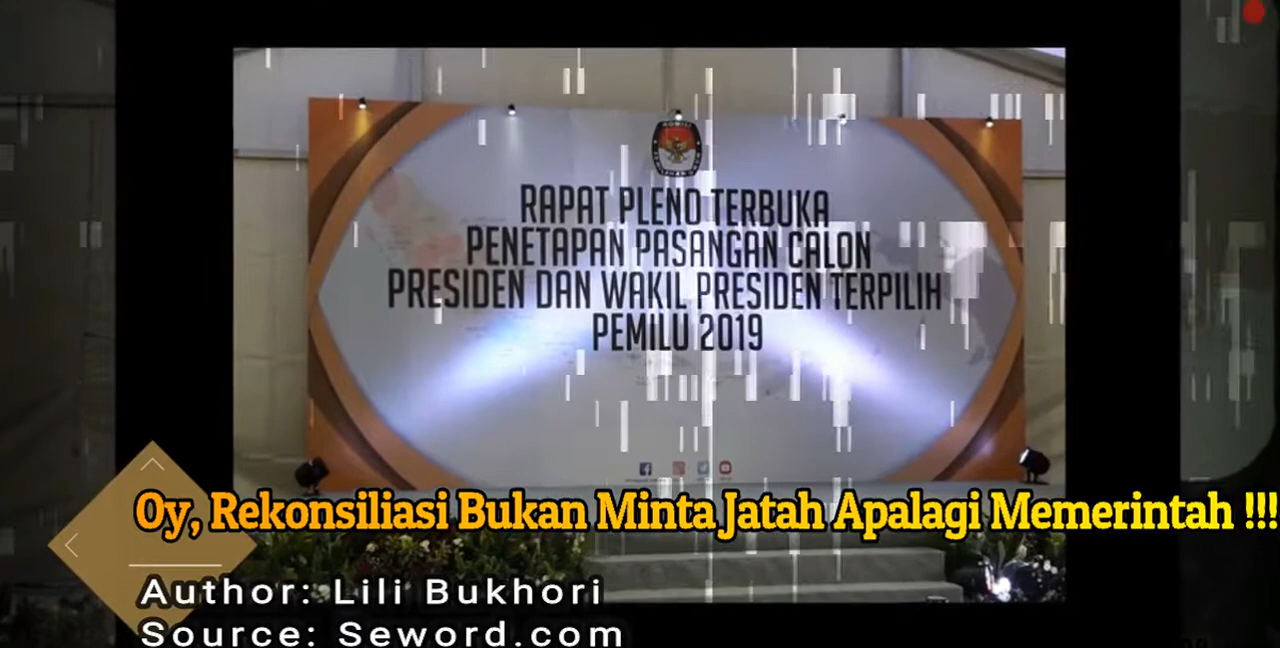 RAPAT PLENO TERBUKA
PENETAPAN PASANGAN CALON
PRESIDEN DAN WAKIL PRESIDEN TERPILIH
PEMILU 2019
Oy, Rekonsiliasi Bukan Minta Jatah Apalagi Memerintah !!!
Author: Lili Bukhori
Source: Seword.com